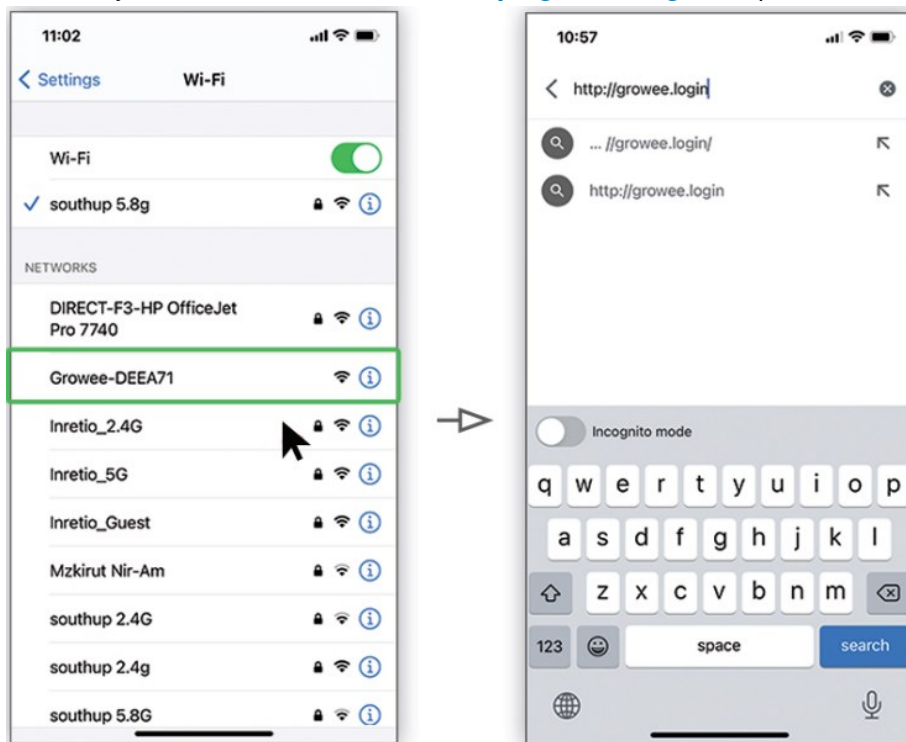 11:02
Settings Wi-Fi
Wi-Fi
southup 5.8g
NETWORKS
DIRECT-F3-HP OfficeJet
Pro 7740
Growee-DEEA71
Inretio_2.4G
Inretio_5G
Inretio_Guest
Mzkirut Nir-Am
southup 2.4G
southup 2.4g
southup 5.8G
10:57
http://growee.login
... //growee.login/
http://growee.login
Incognito mode
q w e r t y u i o p
a s d f g h j k l
z x c v b n m
123 space search